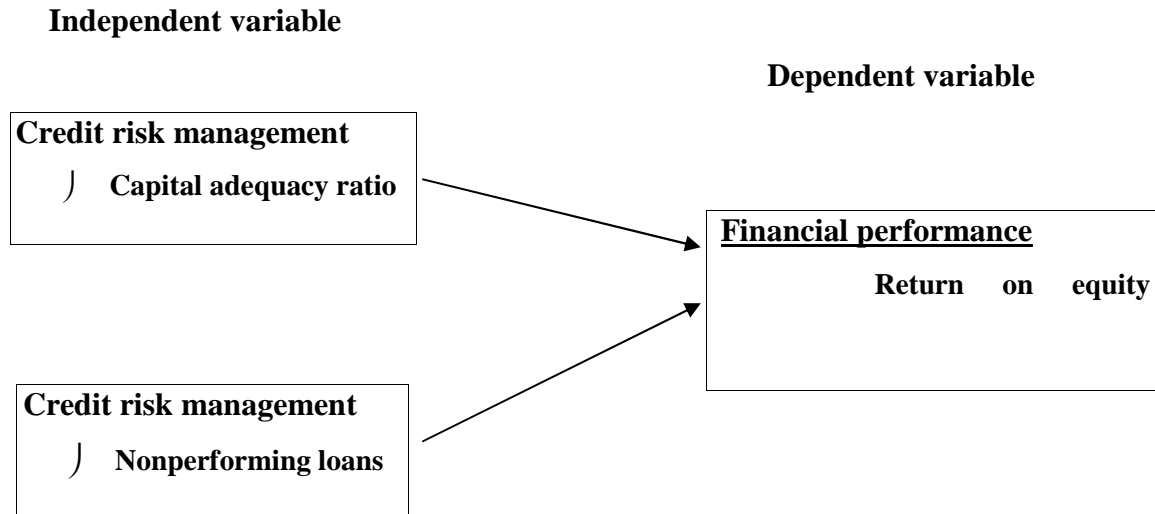 Independent variable
Dependent variable
Credit risk management
Capital adequacy ratio
Financial performance
Return on equity
Credit risk management
Nonperforming loans